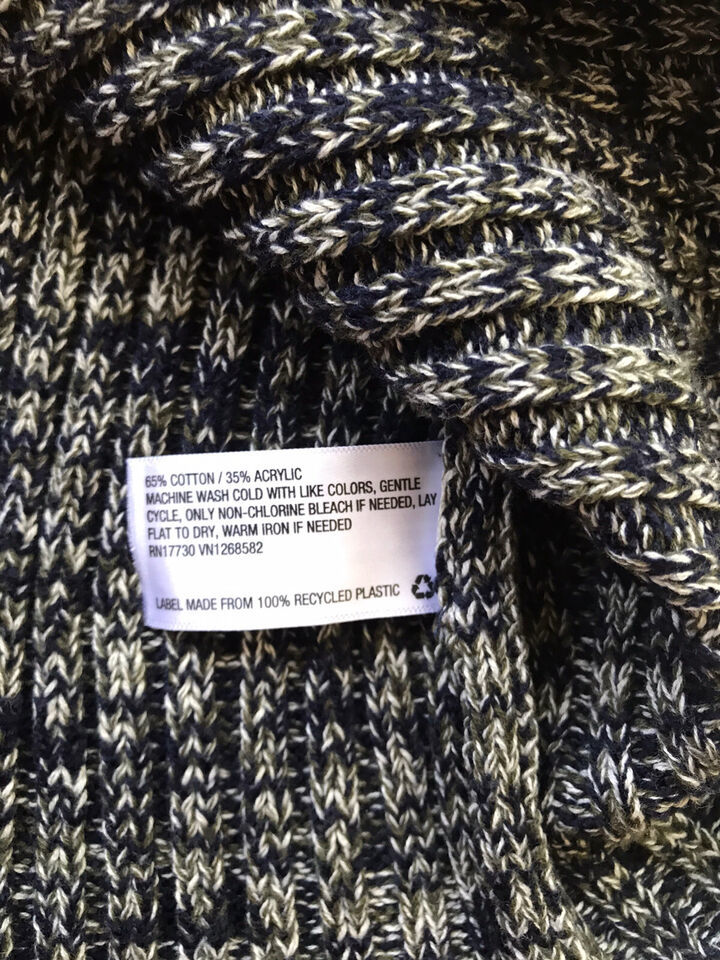 65% COTTON / 35% ACRYLIC
MACHINE WASH COLD WITH LIKE COLORS, GENTLE
CYCLE, ONLY NON-CHLORINE BLEACH IF NEEDED, LAY
FLAT TO DRY, WARM IRON IF NEEDED
RN17730 VN1268582
LABEL MADE FROM 100% RECYCLED PLASTIC